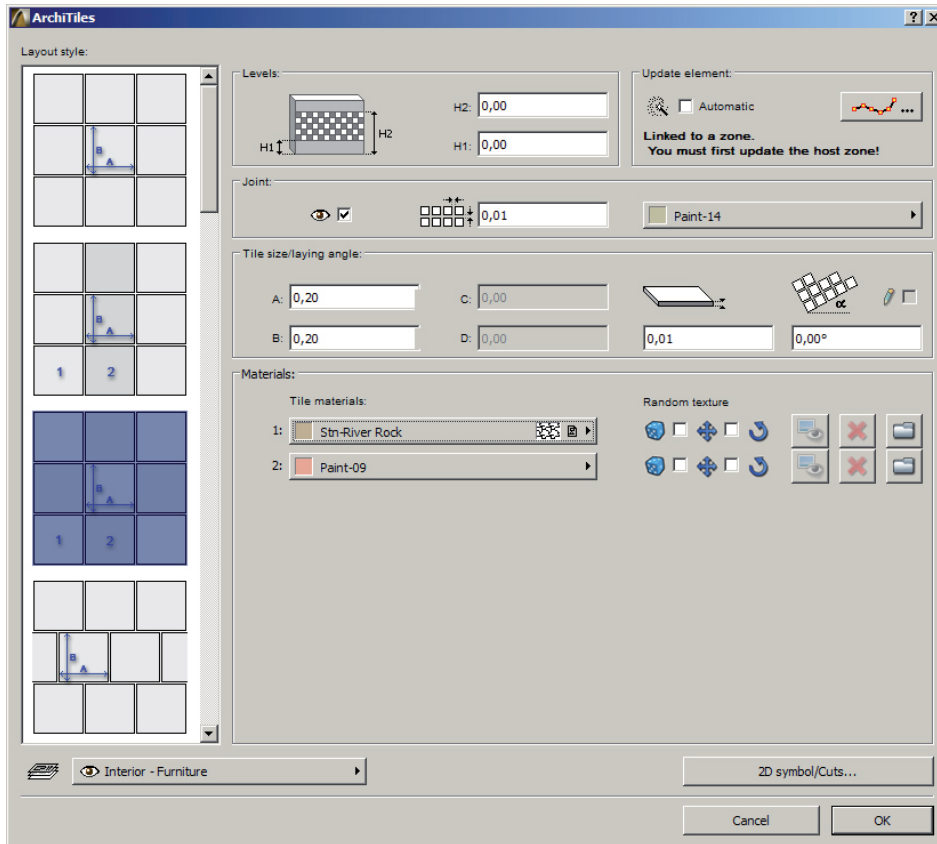 ArchiTiles
Layout style:
B
A
B
A
1 2
B
A
1 2
B
A
Levels:
H1 H2
H2: 0,00
H1: 0,00
Update element:
Automatic
...
Linked to a zone.
You must first update the host zone!
Joint:
0,01
Paint-14
Tile size/laying angle:
A: 0,20 C: 0,00
α
B: 0,20 D: 0,00 0,01 0,00°
Materials:
Tile materials: Random texture
1: Stn-River Rock
2: Paint-09
Interior - Furniture
2D symbol/Cuts...
Cancel OK